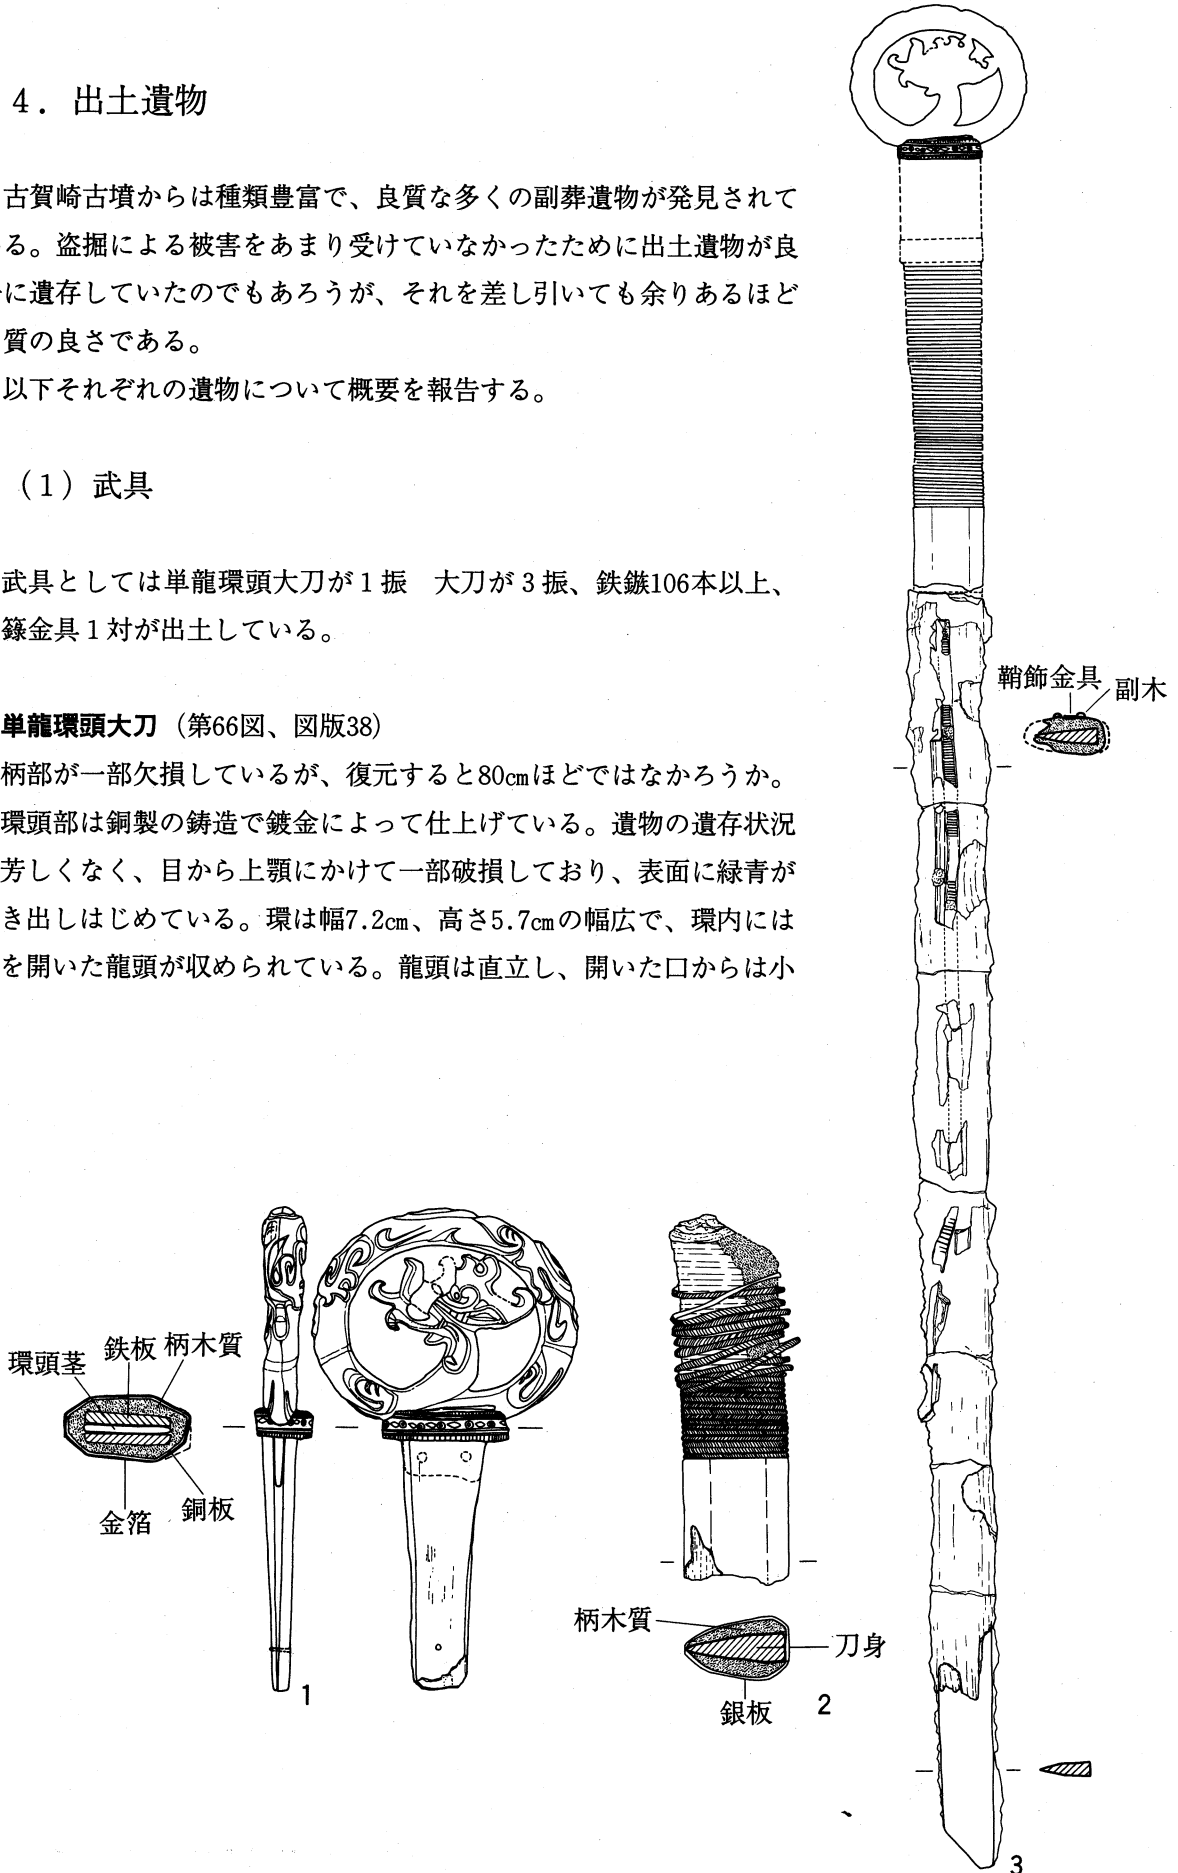 4．出土遺物
古賀崎古墳からは種類豊富で、良質な多くの副葬遺物が発見されて
る。盗掘による被害をあまり受けていなかったために出土遺物が良
に遺存していたのでもあろうが、それを差し引いても余りあるほど
質の良さである。
以下それぞれの遺物について概要を報告する。
（1）武具
武具としては単龍環頭大刀が1振　大刀が3振、鉄鏃106本以上、
籙金具1対が出土している。
単龍環頭大刀（第66図、図版38）
柄部が一部欠損しているが、復元すると80㎝ほどではなかろうか。
環頭部は銅製の鋳造で鍍金によって仕上げている。遺物の遺存状況
芳しくなく、目から上顎にかけて一部破損しており、表面に緑青が
き出しはじめている。環は幅7.2㎝、高さ5.7㎝の幅広で、環内には
を開いた龍頭が収められている。龍頭は直立し、開いた口からは小
鞘飾金具
副木
環頭茎
鉄板
柄木質
金箔
銅板
1
柄木質
刀身
銀板
2
3